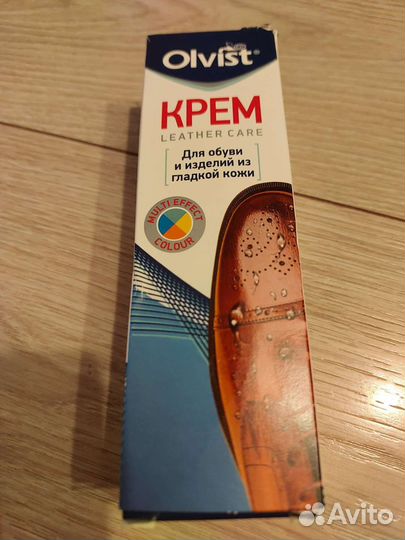 Olvist®
КРЕМ
LEATHER CARE
Для обуви
и изделий из
гладкой кожи
MULTI EFFECT
COLOUR
Avito